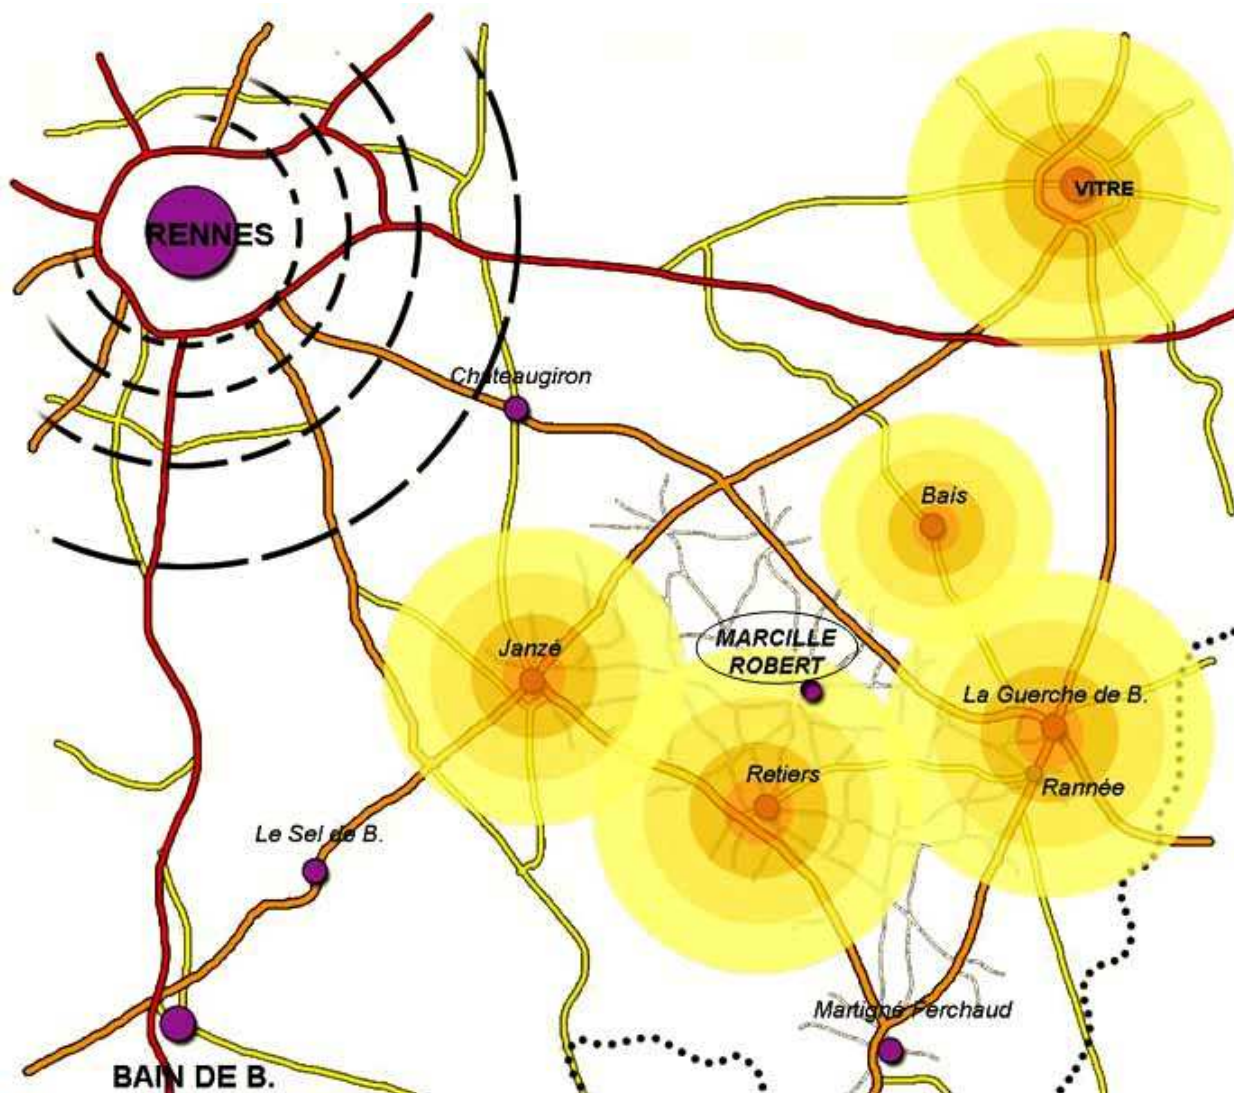 VITRE
RENNES
Chateaugiron
Bais
Janzé
MARCILLE
ROBERT
La Guerche de B.
Retiers
Rannée
Le Sel de B.
Martigné Ferchaud
BAIN DE B.